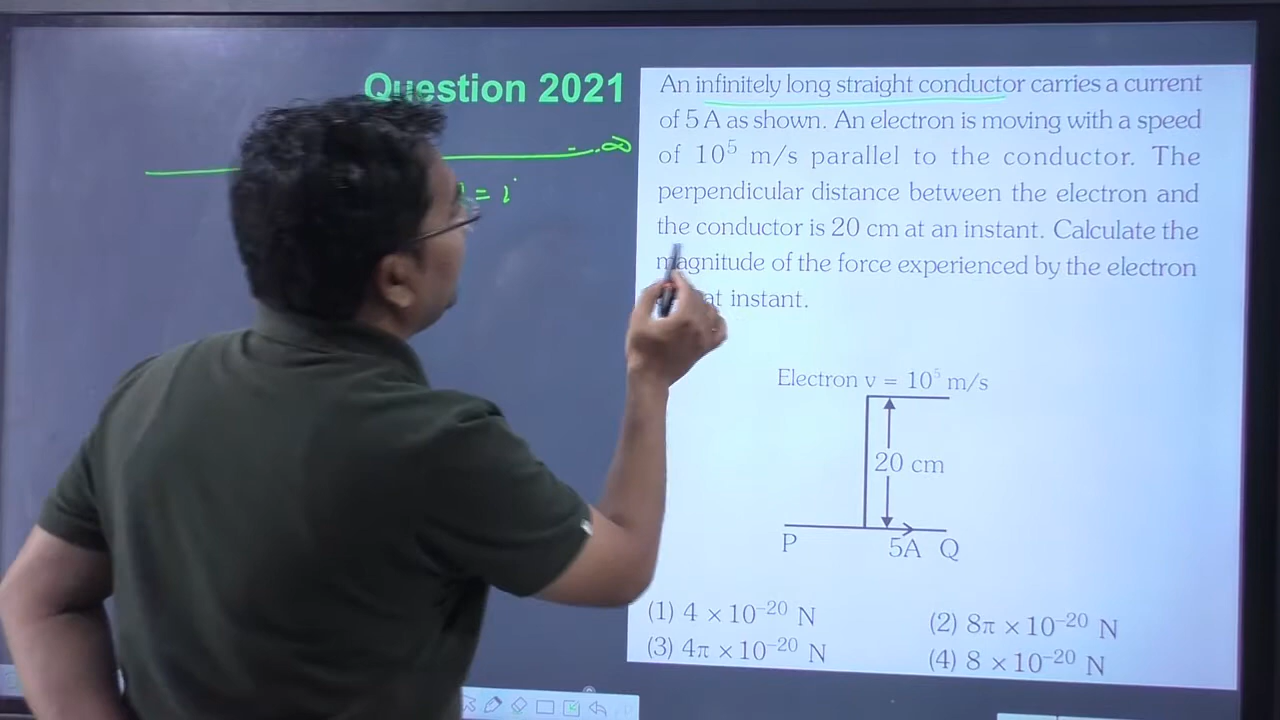 Question 2021
∞
= i
An infinitely long straight conductor carries a current
of 5 A as shown. An electron is moving with a speed
of 10⁵ m/s parallel to the conductor. The
perpendicular distance between the electron and
the conductor is 20 cm at an instant. Calculate the
magnitude of the force experienced by the electron
at instant.
Electron v = 10⁵ m/s
20 cm
P
5A Q
(1) 4 × 10⁻²⁰ N
(2) 8π × 10⁻²⁰ N
(3) 4π × 10⁻²⁰ N
(4) 8 × 10⁻²⁰ N